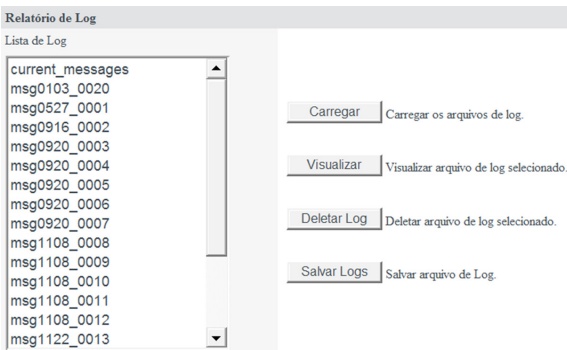 Relatório de Log
Lista de Log
current_messages
msg0103_0020
msg0527_0001
msg0916_0002
msg0920_0003
msg0920_0004
msg0920_0005
msg0920_0006
msg0920_0007
msg1108_0008
msg1108_0009
msg1108_0010
msg1108_0011
msg1108_0012
msg1122_0013
Carregar Carregar os arquivos de log.
Visualizar Visualizar arquivo de log selecionado.
Deletar Log Deletar arquivo de log selecionado.
Salvar Logs Salvar arquivo de Log.